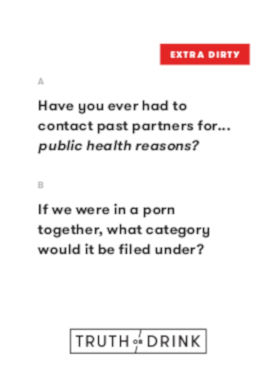 EXTRA DIRTY
A
Have you ever had to
contact past partners for...
public health reasons?
B
If we were in a porn
together, what category
would it be filed under?
TRUTH OR DRINK